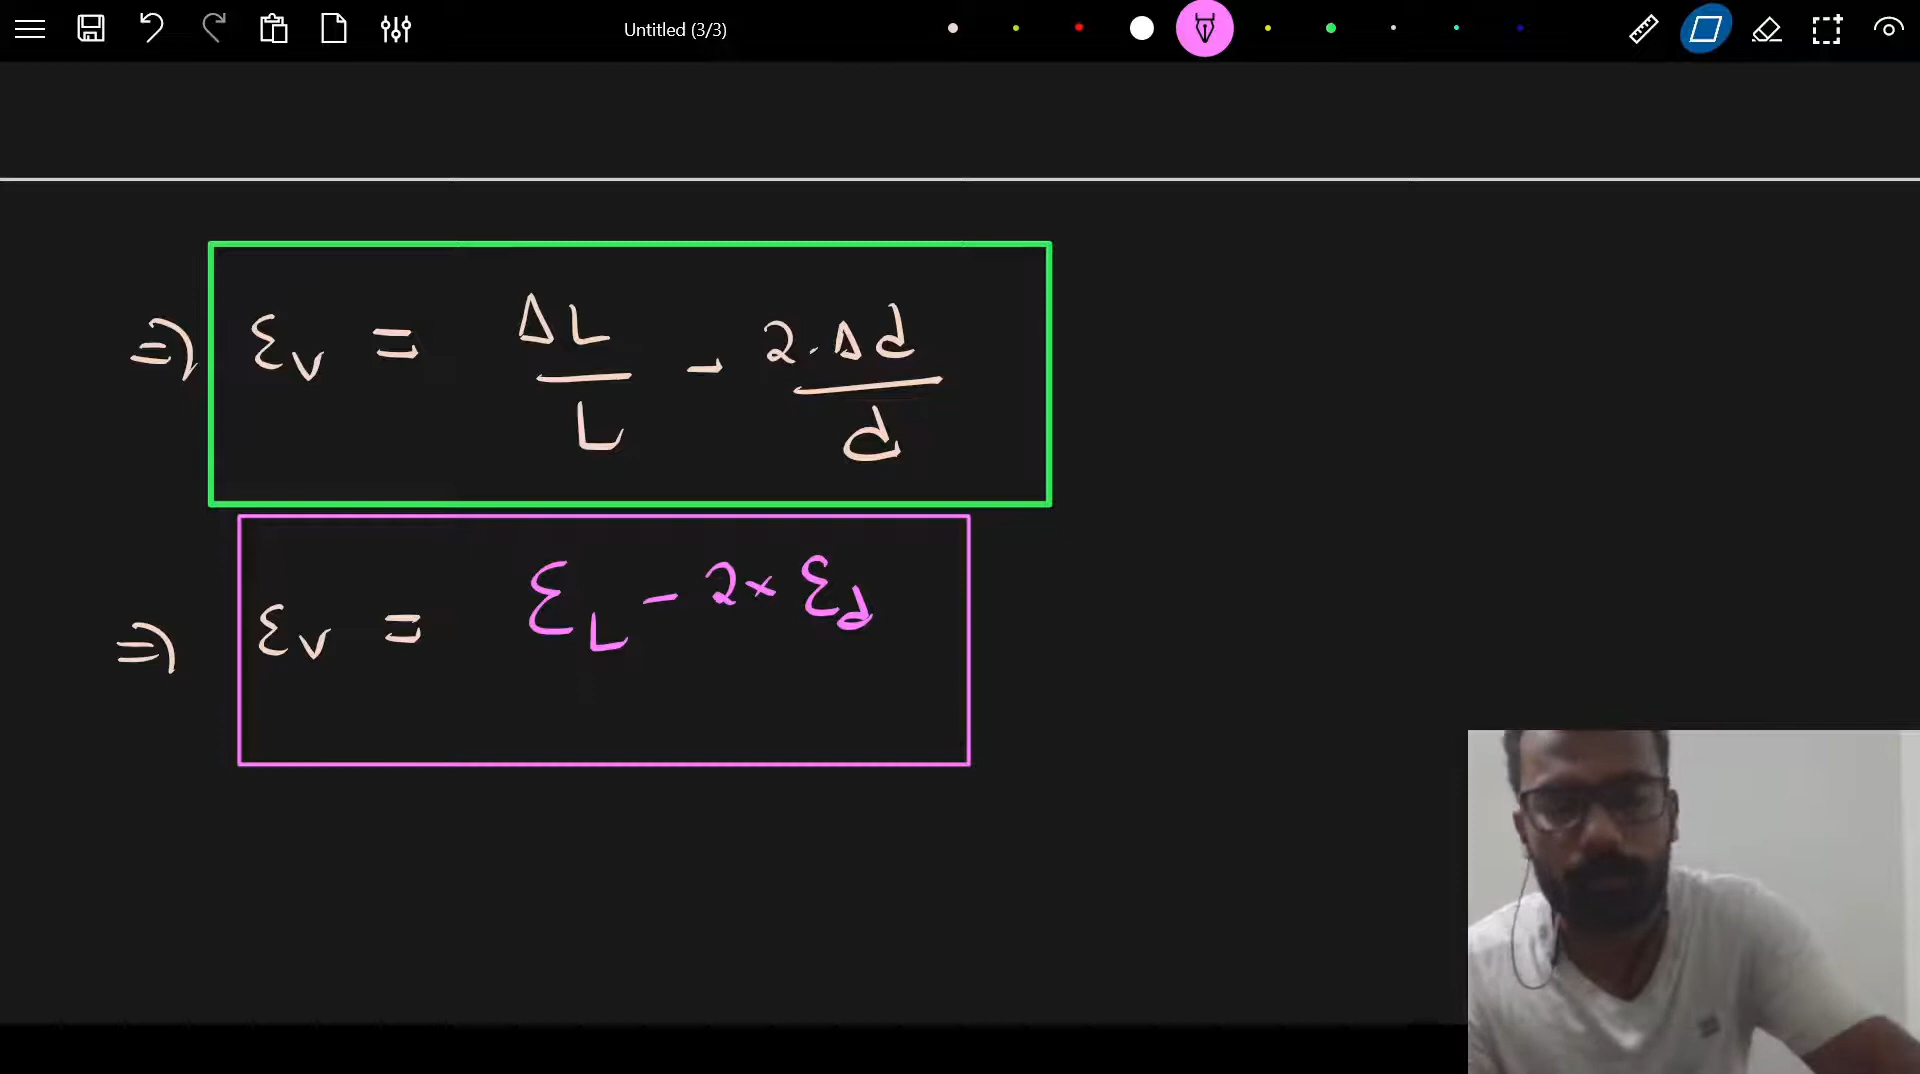 Untitled (3/3)
⇒ εv = ΔL/L - 2.Δd/d
⇒ εv = εL - 2 × εd